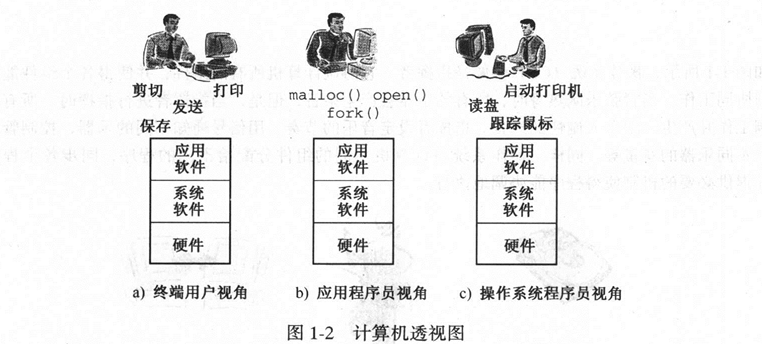 剪切 打印
发送
保存
应用
软件
系统
软件
硬件
a) 终端用户视角
malloc() open()
fork()
应用
软件
系统
软件
硬件
b) 应用程序员视角
启动打印机
读盘
跟踪鼠标
应用
软件
系统
软件
硬件
c) 操作系统程序员视角
图 1-2 计算机透视图